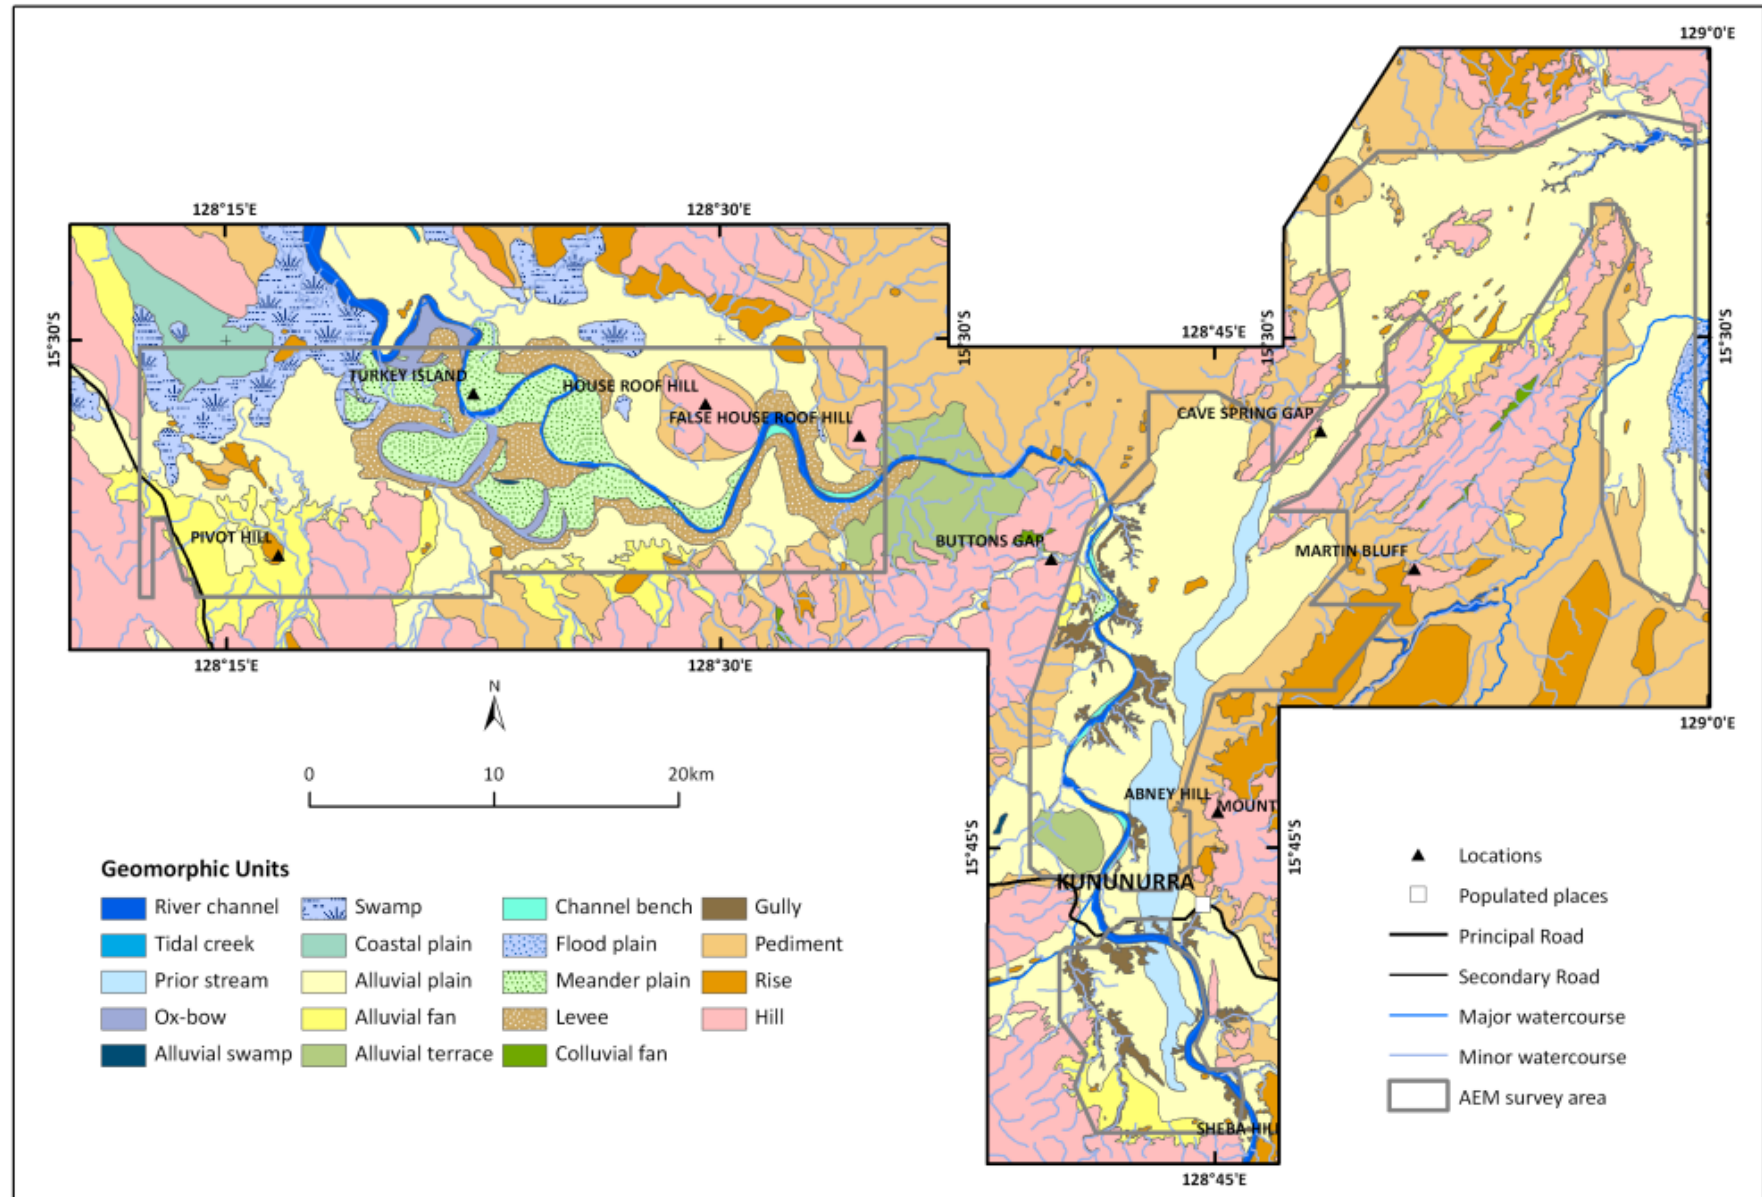 129°0'E
128°15'E
128°30'E
15°30'S
15°30'S
128°45'E
15°30'S
15°30'S
TURKEY ISLAND
HOUSE ROOF HILL
FALSE HOUSE ROOF HILL
CAVE SPRING GAP
PIVOT HILL
BUTTONS GAP
MARTIN BLUFF
128°15'E
128°30'E
129°0'E
N
0 10 20km
ABNEY HILL
MOUNT
15°45'S
15°45'S
KUNUNURRA
SHEBA HILL
128°45'E
Geomorphic Units
River channel
Tidal creek
Prior stream
Ox-bow
Alluvial swamp
Swamp
Coastal plain
Alluvial plain
Alluvial fan
Alluvial terrace
Channel bench
Flood plain
Meander plain
Levee
Colluvial fan
Gully
Pediment
Rise
Hill
Locations
Populated places
Principal Road
Secondary Road
Major watercourse
Minor watercourse
AEM survey area